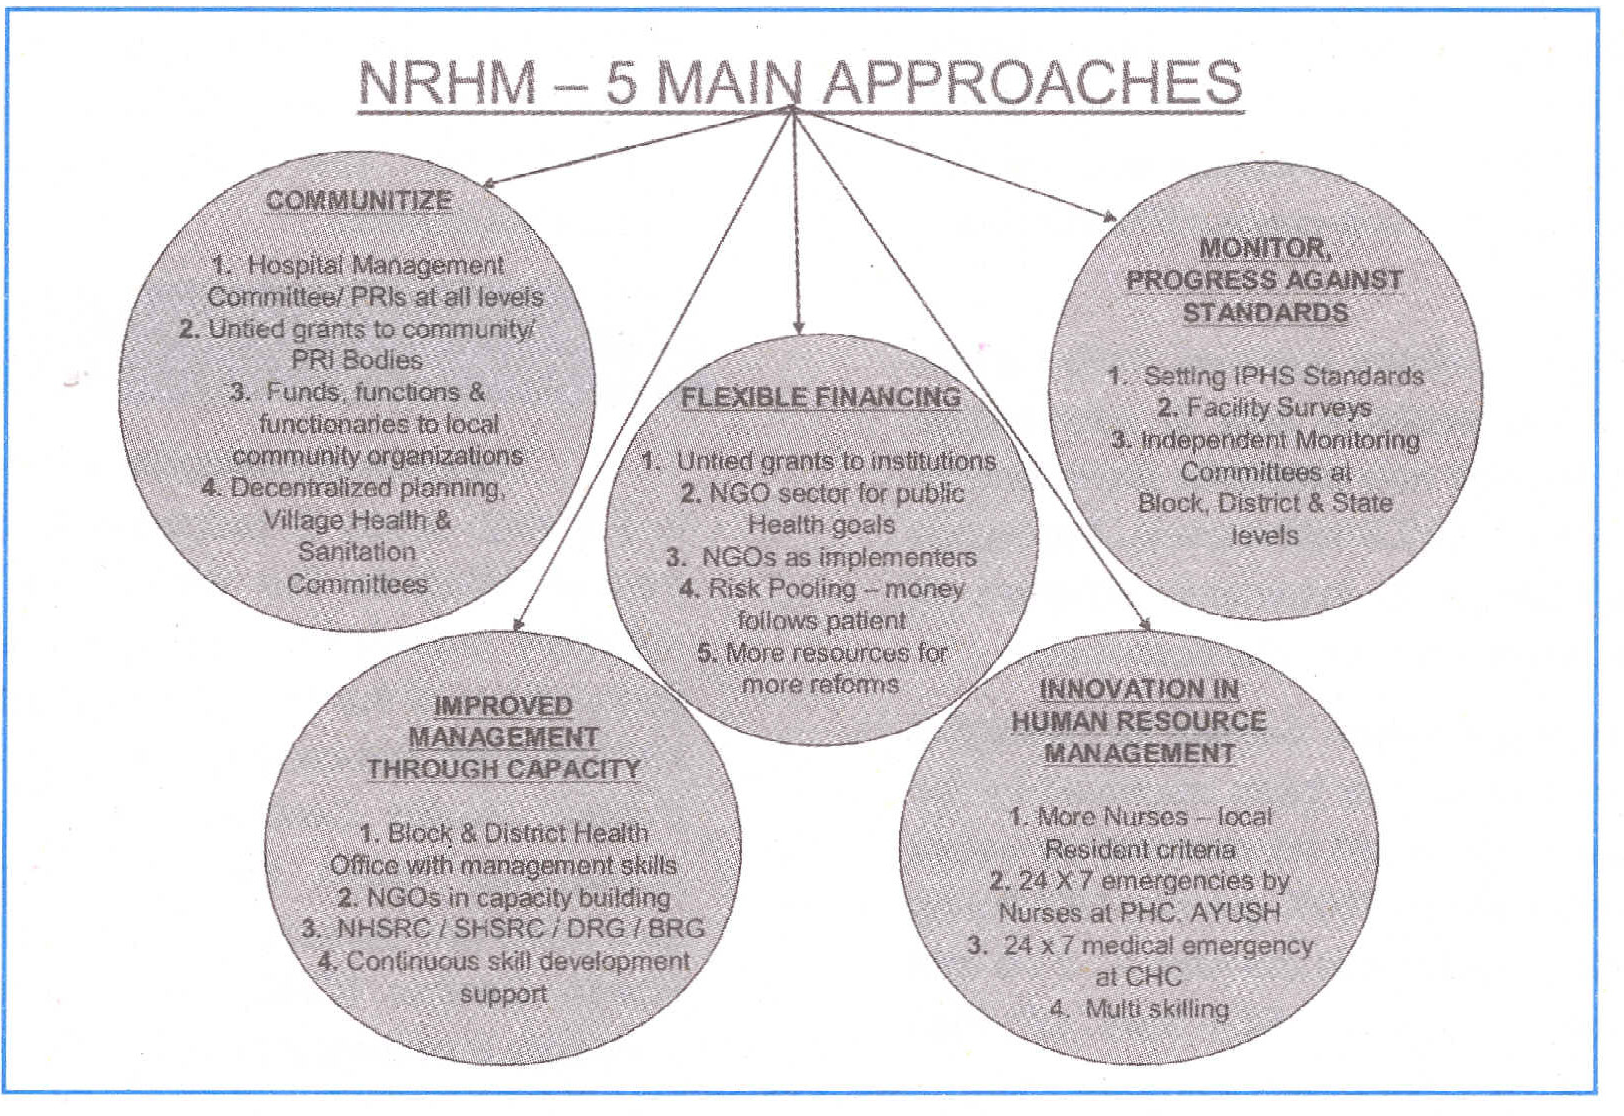 NRHM – 5 MAIN APPROACHES
COMMUNITIZE
1. Hospital Management
Committee/ PRIs at all levels
2. Untied grants to community/
PRI Bodies
3. Funds, functions &
functionaries to local
community organizations
4. Decentralized planning,
Village Health &
Sanitation
Committees
FLEXIBLE FINANCING
1. Untied grants to institutions
2. NGO sector for public
Health goals
3. NGOs as implementers
4. Risk Pooling – money
follows patient
5. More resources for
more reforms
MONITOR,
PROGRESS AGAINST
STANDARDS
1. Setting IPHS Standards
2. Facility Surveys
3. Independent Monitoring
Committees at
Block, District & State
levels
IMPROVED
MANAGEMENT
THROUGH CAPACITY
1. Block & District Health
Office with management skills
2. NGOs in capacity building
3. NHSRC / SHSRC / DRG / BRG
4. Continuous skill development
support
INNOVATION IN
HUMAN RESOURCE
MANAGEMENT
1. More Nurses – local
Resident criteria
2. 24 X 7 emergencies by
Nurses at PHC. AYUSH
3. 24 x 7 medical emergency
at CHC
4. Multi skilling